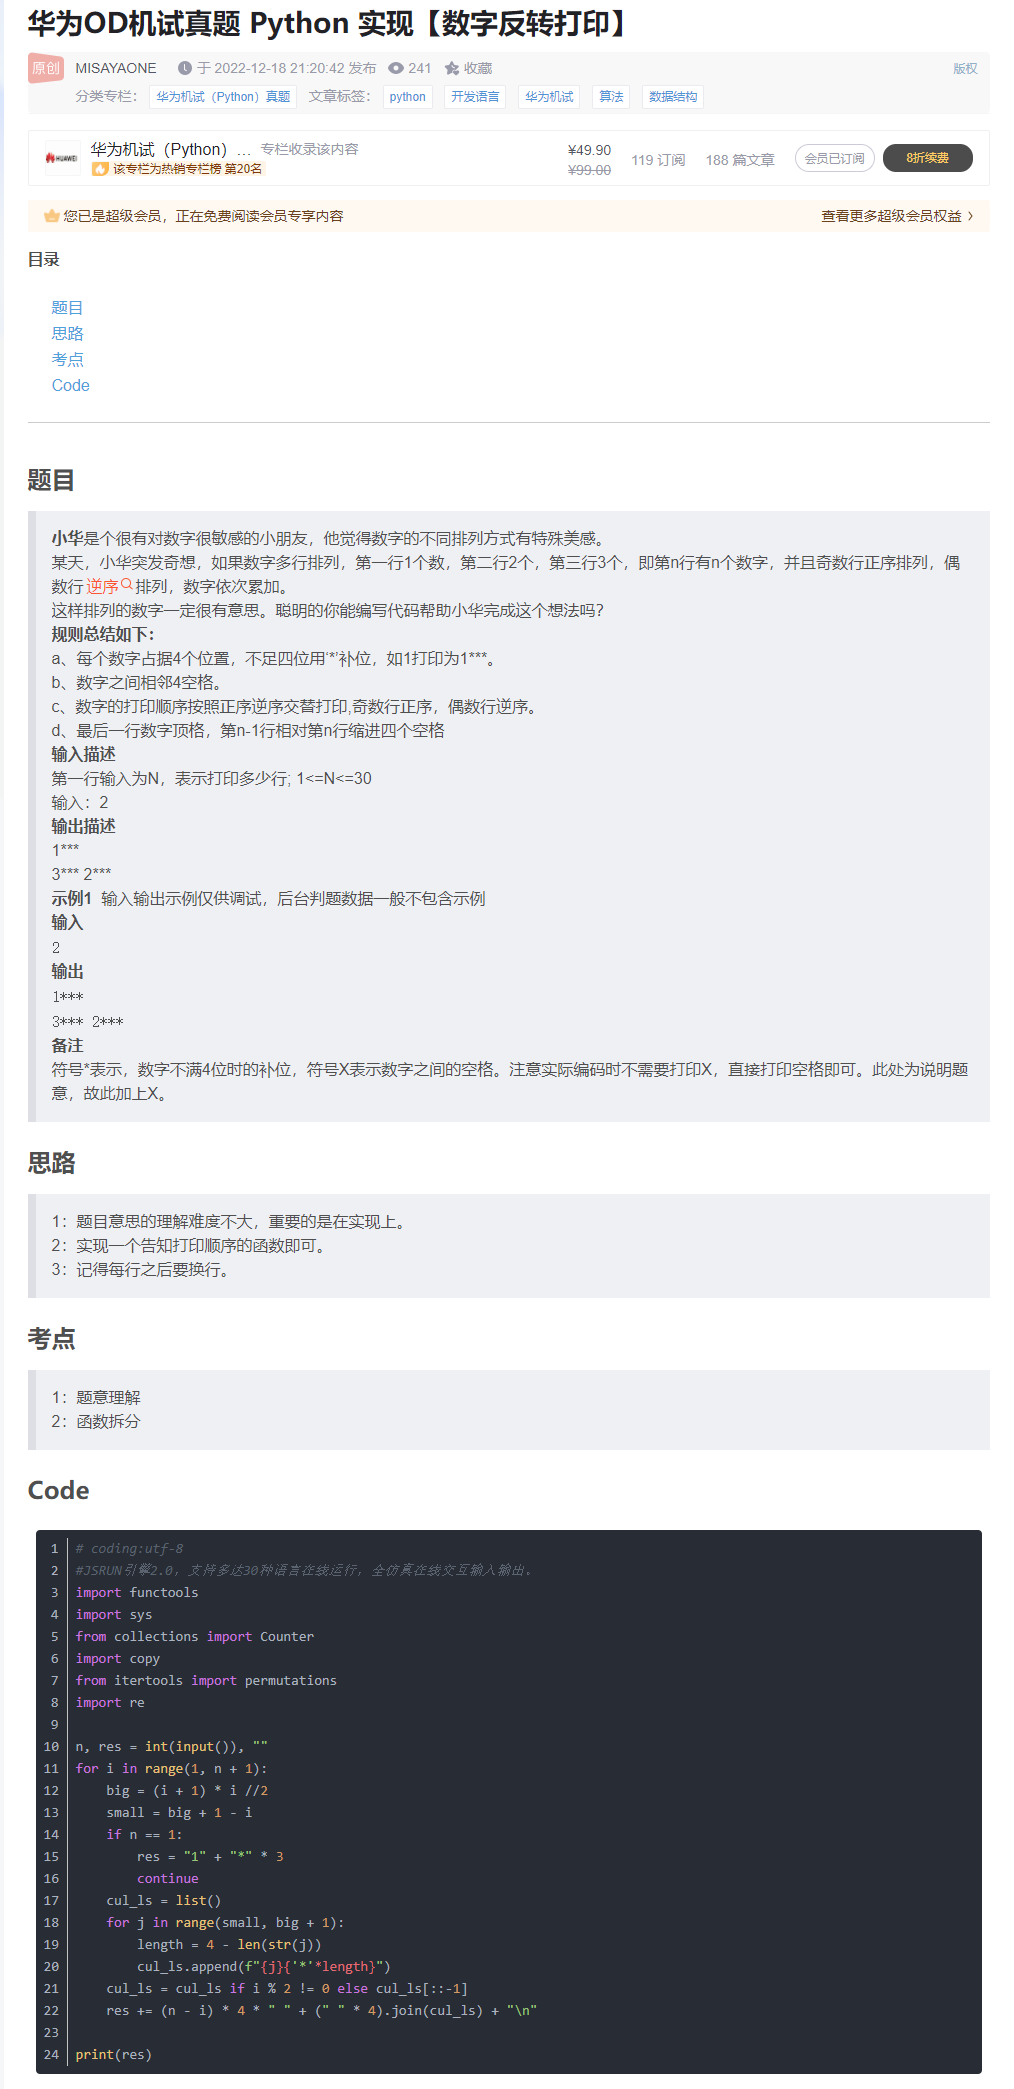 华为OD机试真题 Python 实现【数字反转打印】
原创 MISAYAONE 于 2022-12-18 21:20:42 发布 241 收藏 版权
分类专栏： 华为机试（Python）真题 文章标签： python 开发语言 华为机试 算法 数据结构
HUAWEI 华为机试（Python）... 专栏收录该内容
该专栏为热销专栏榜 第20名
¥49.90
¥99.00
119 订阅 188 篇文章 会员已订阅 8折续费
您已是超级会员，正在免费阅读会员专享内容 查看更多超级会员权益
目录
题目
思路
考点
Code
题目
小华是个很有对数字很敏感的小朋友，他觉得数字的不同排列方式有特殊美感。
某天，小华突发奇想，如果数字多行排列，第一行1个数，第二行2个，第三行3个，即第n行有n个数字，并且奇数行正序排列，偶
数行逆序排列，数字依次累加。
这样排列的数字一定很有意思。聪明的你能编写代码帮助小华完成这个想法吗？
规则总结如下：
a、每个数字占据4个位置，不足四位用‘*’补位，如1打印为1***。
b、数字之间相邻4空格。
c、数字的打印顺序按照正序逆序交替打印,奇数行正序，偶数行逆序。
d、最后一行数字顶格，第n-1行相对第n行缩进四个空格
输入描述
第一行输入为N，表示打印多少行; 1<=N<=30
输入：2
输出描述
1***
3*** 2***
示例1 输入输出示例仅供调试，后台判题数据一般不包含示例
输入
2
输出
1***
3*** 2***
备注
符号*表示，数字不满4位时的补位，符号X表示数字之间的空格。注意实际编码时不需要打印X，直接打印空格即可。此处为说明题
意，故此加上X。
思路
1：题目意思的理解难度不大，重要的是在实现上。
2：实现一个告知打印顺序的函数即可。
3：记得每行之后要换行。
考点
1：题意理解
2：函数拆分
Code
1 # coding:utf-8
2 #JSRUN引擎2.0，支持多达30种语言在线运行，全仿真在线交互输入输出。
3 import functools
4 import sys
5 from collections import Counter
6 import copy
7 from itertools import permutations
8 import re
9
10 n, res = int(input()), ""
11 for i in range(1, n + 1):
12     big = (i + 1) * i //2
13     small = big + 1 - i
14     if n == 1:
15         res = "1" + "*" * 3
16         continue
17     cul_ls = list()
18     for j in range(small, big + 1):
19         length = 4 - len(str(j))
20         cul_ls.append(f"{j}{'*'*length}")
21     cul_ls = cul_ls if i % 2 != 0 else cul_ls[::-1]
22     res += (n - i) * 4 * " " + (" " * 4).join(cul_ls) + "\n"
23
24 print(res)